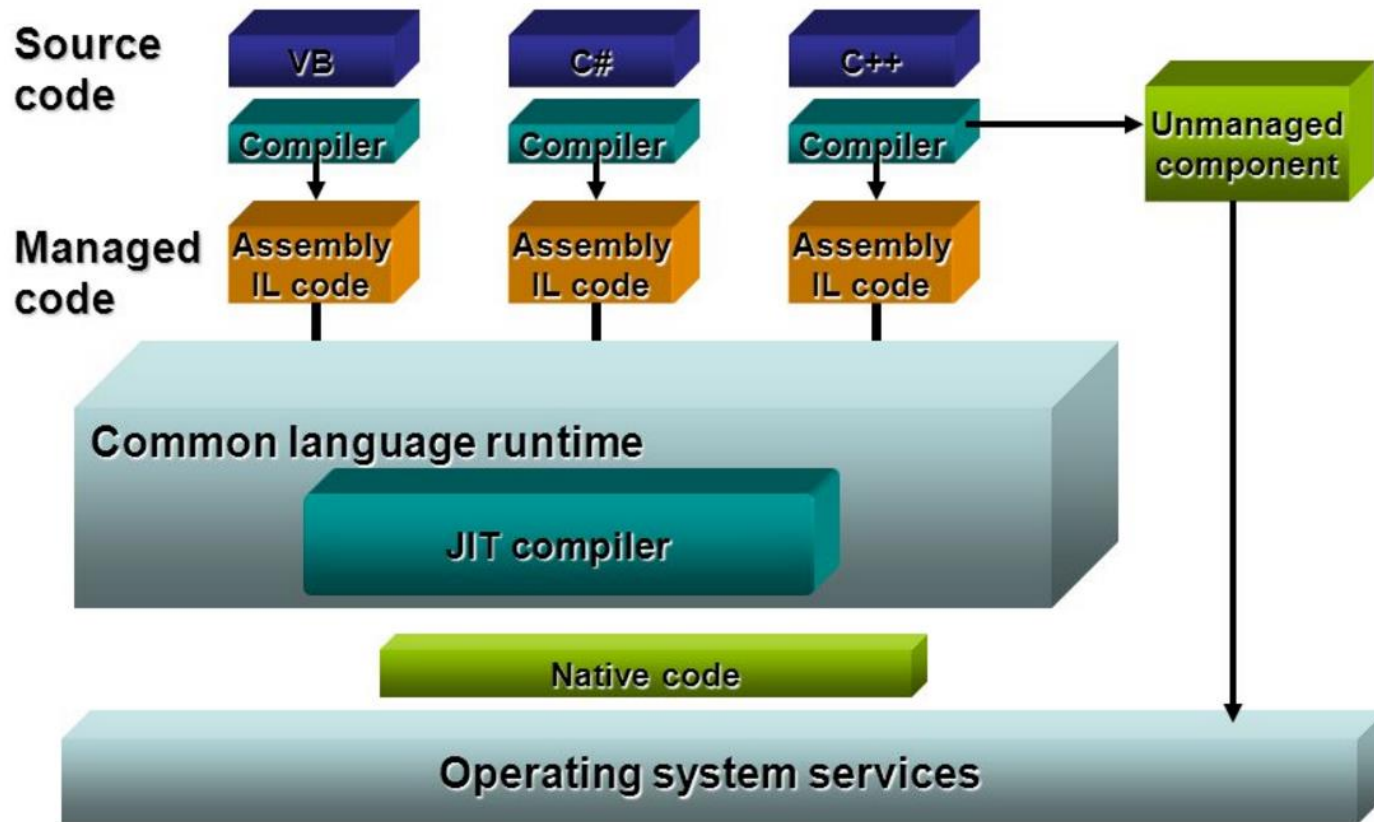 Source
code
VB
C#
C++
Compiler
Compiler
Compiler
Unmanaged
component
Managed
code
Assembly
IL code
Assembly
IL code
Assembly
IL code
Common language runtime
JIT compiler
Native code
Operating system services